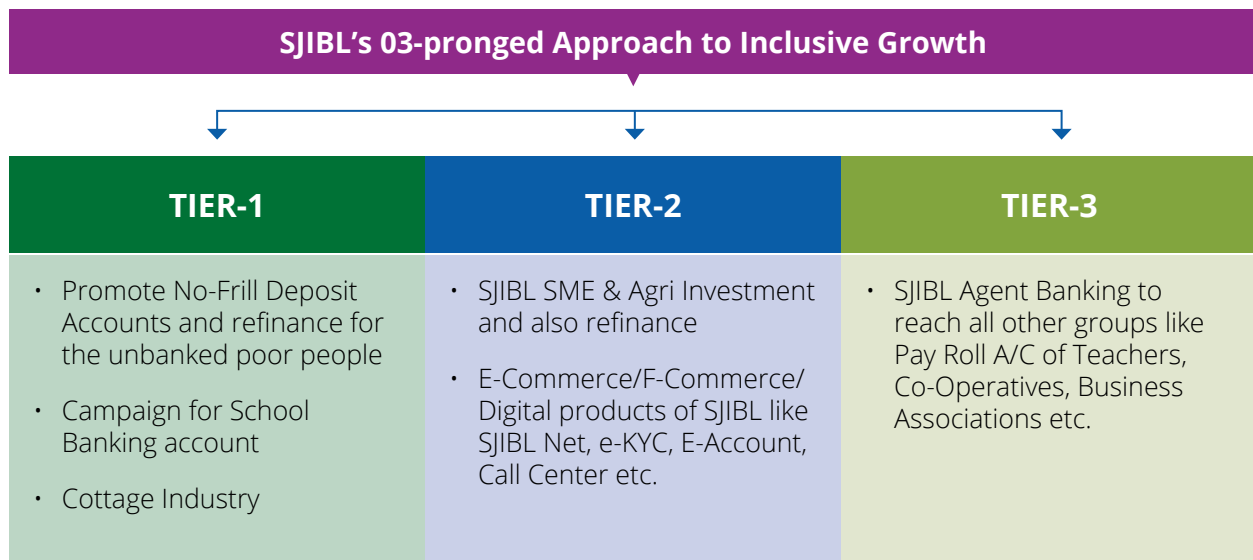 SJIBL’s 03-pronged Approach to Inclusive Growth
TIER-1
• Promote No-Frill Deposit
Accounts and refinance for
the unbanked poor people
• Campaign for School
Banking account
• Cottage Industry
TIER-2
• SJIBL SME & Agri Investment
and also refinance
• E-Commerce/F-Commerce/
Digital products of SJIBL like
SJIBL Net, e-KYC, E-Account,
Call Center etc.
TIER-3
• SJIBL Agent Banking to
reach all other groups like
Pay Roll A/C of Teachers,
Co-Operatives, Business
Associations etc.